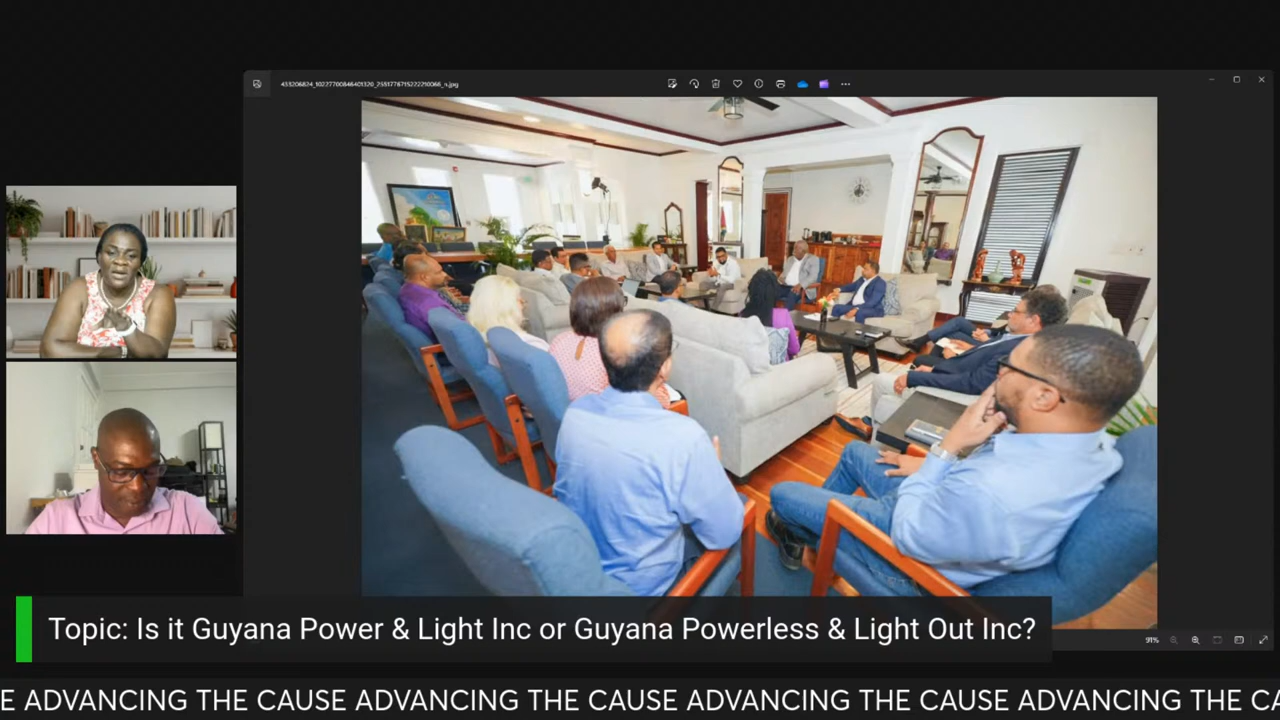 Topic: Is it Guyana Power & Light Inc or Guyana Powerless & Light Out Inc?
91%
E ADVANCING THE CAUSE ADVANCING THE CAUSE ADVANCING THE CAUSE ADVANCING THE CA